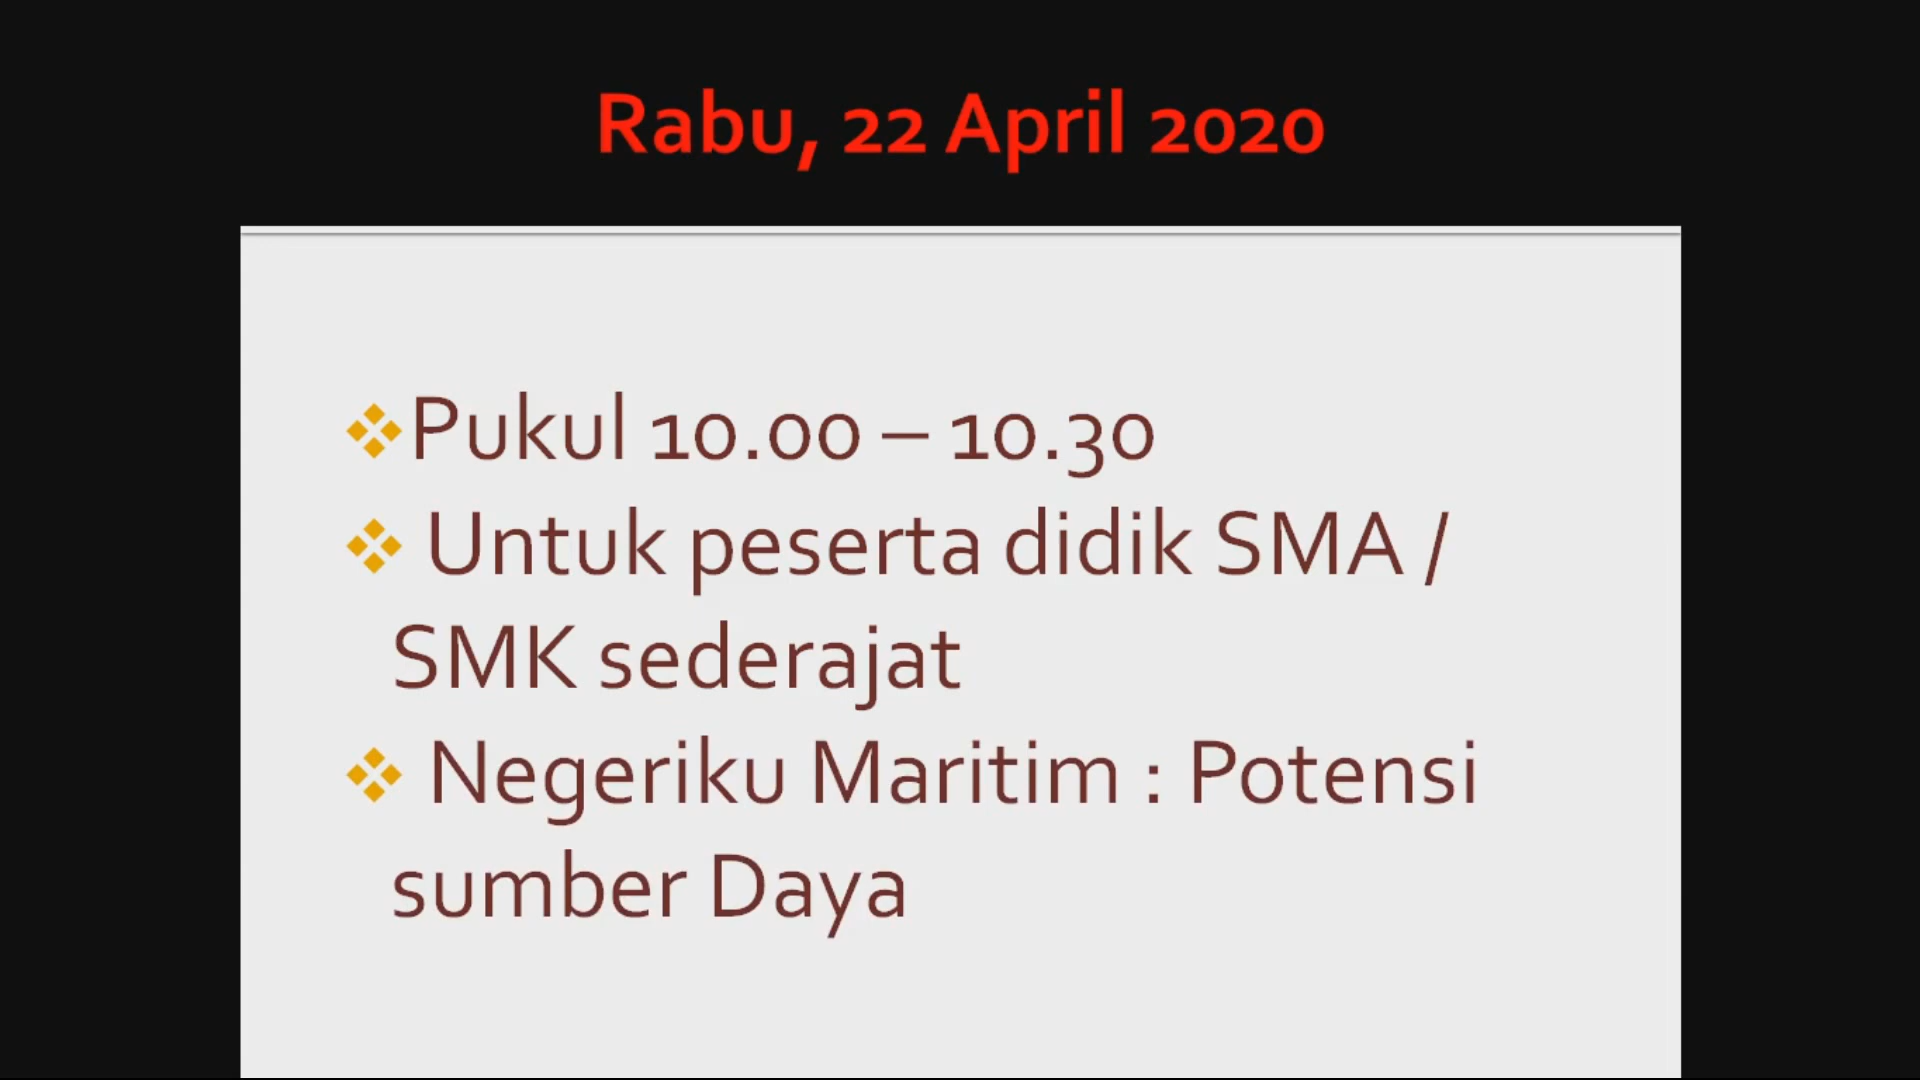 Rabu, 22 April 2020
❖Pukul 10.00 – 10.30
❖ Untuk peserta didik SMA /
SMK sederajat
❖ Negeriku Maritim : Potensi
sumber Daya